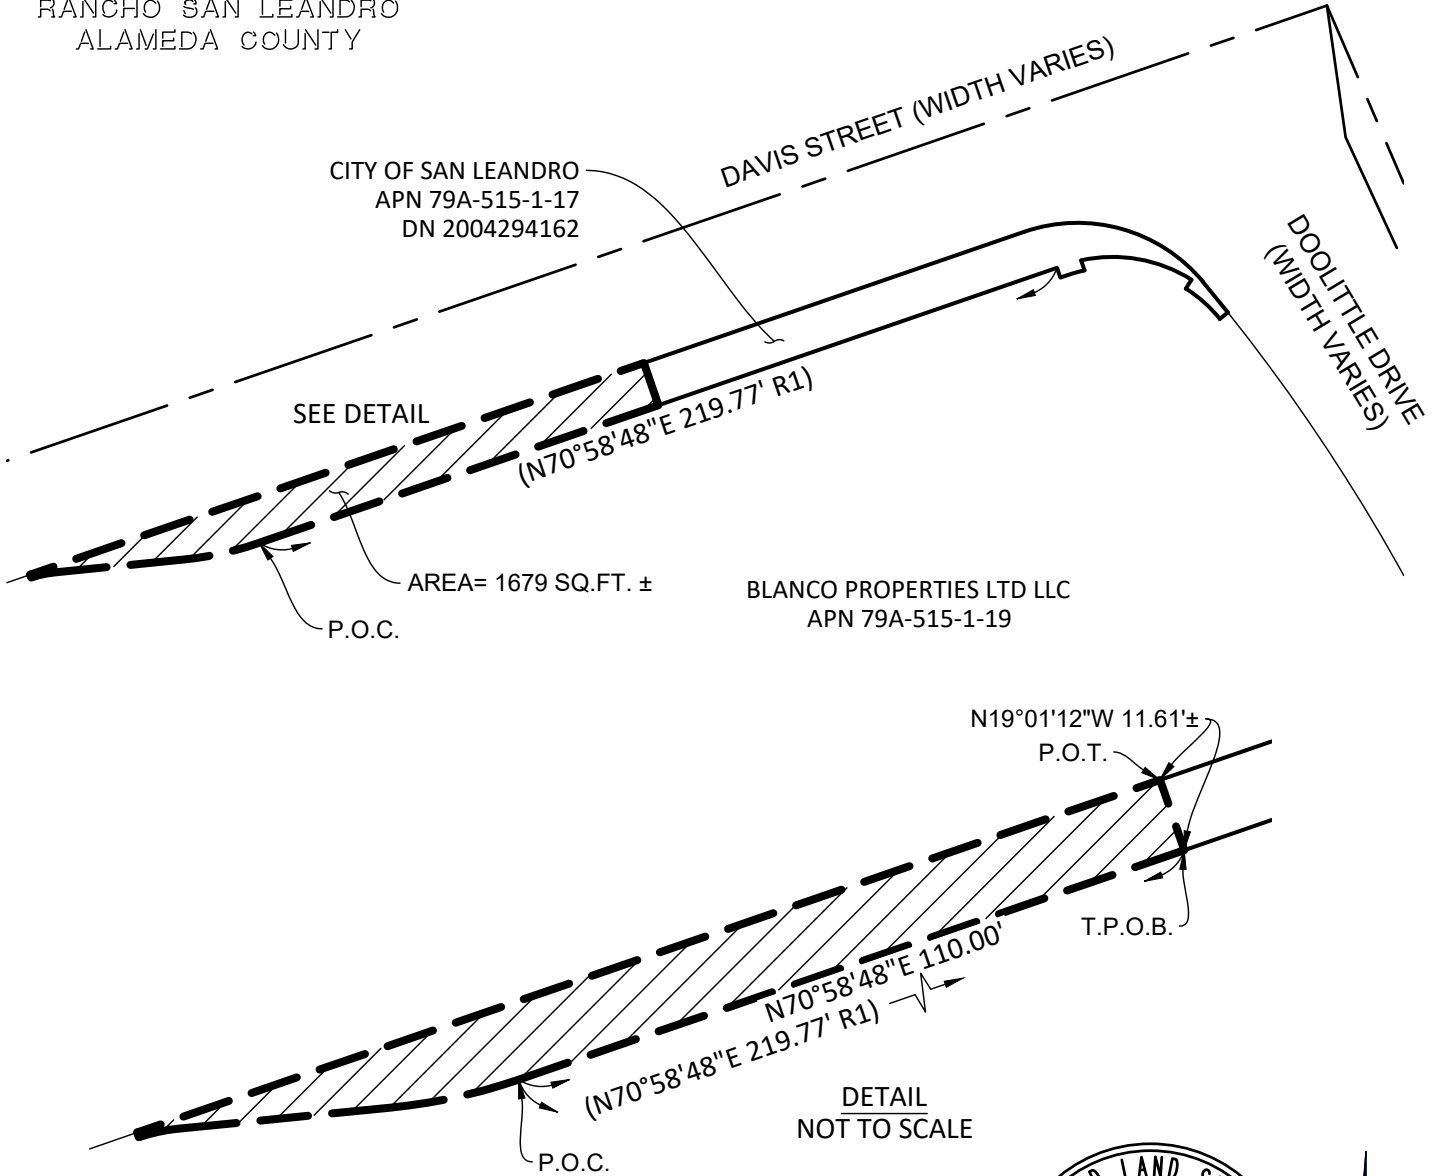 RANCHO SAN LEANDRO
ALAMEDA COUNTY
DAVIS STREET (WIDTH VARIES)
CITY OF SAN LEANDRO
APN 79A-515-1-17
DN 2004294162
DOOLITTLE DRIVE
(WIDTH VARIES)
SEE DETAIL
(N70°58'48"E 219.77' R1)
AREA= 1679 SQ.FT. ±
BLANCO PROPERTIES LTD LLC
APN 79A-515-1-19
P.O.C.
N19°01'12"W 11.61'±
P.O.T.
T.P.O.B.
N70°58'48"E 110.00'
(N70°58'48"E 219.77' R1)
DETAIL
NOT TO SCALE
P.O.C.
LAND